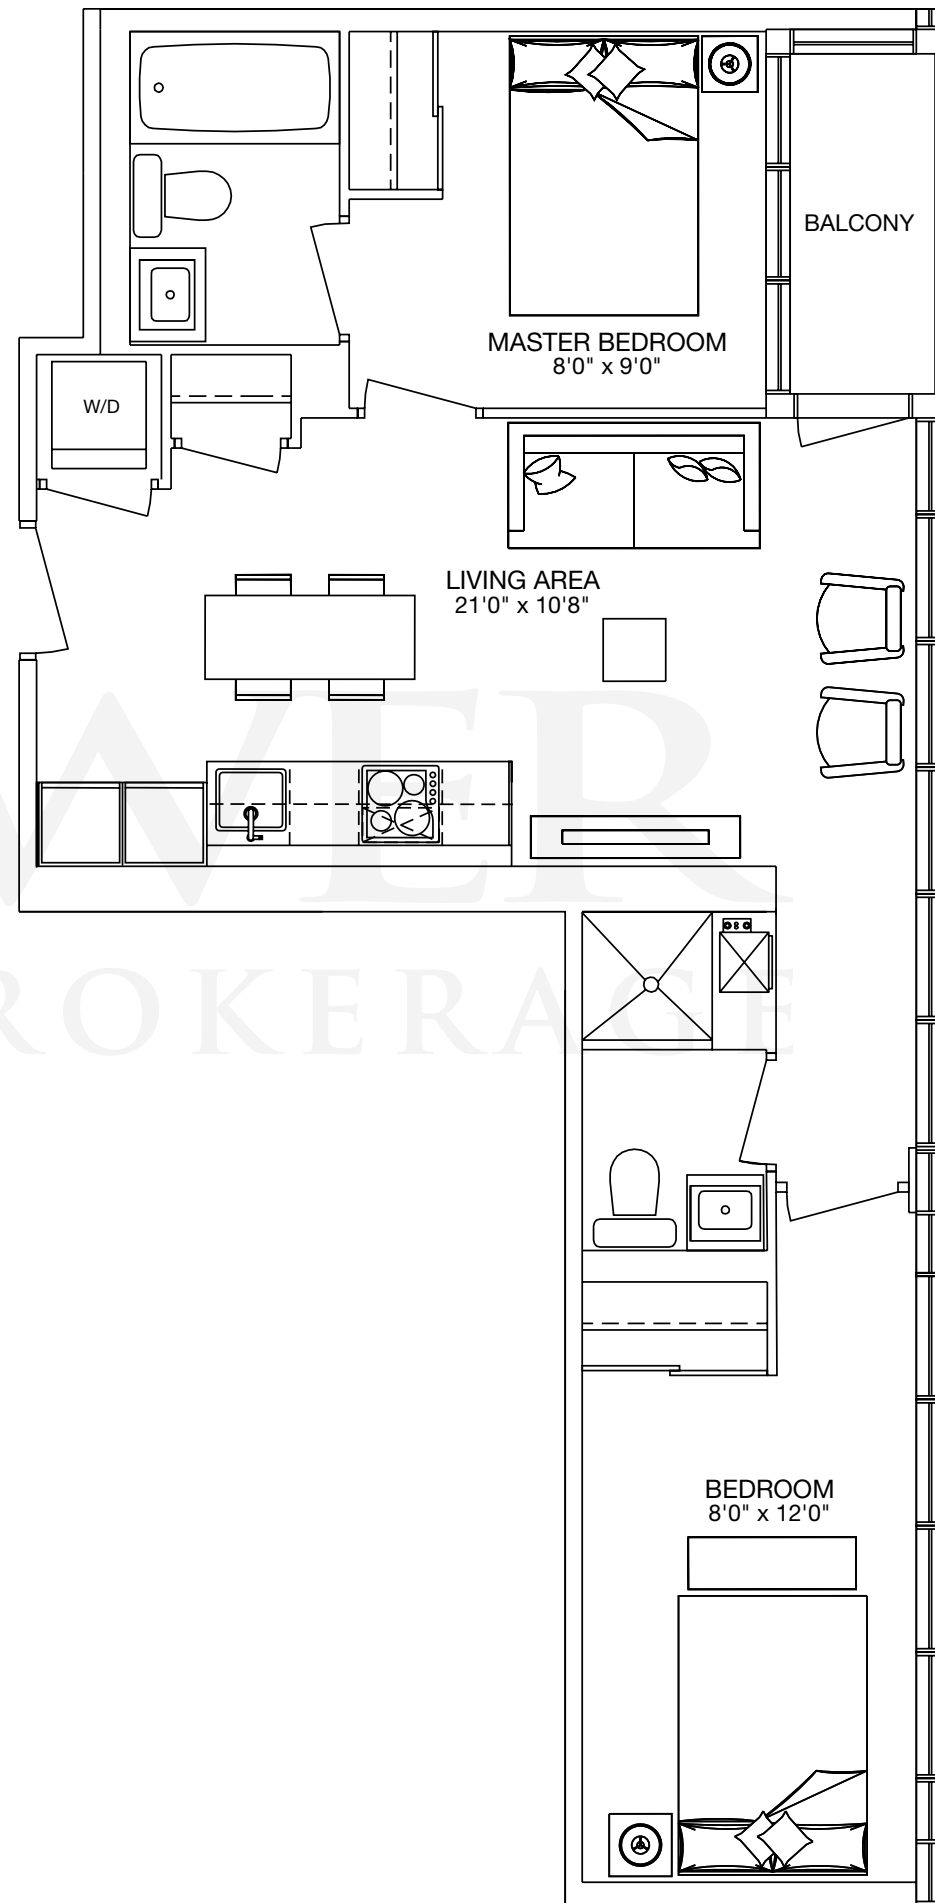 BALCONY
MASTER BEDROOM
8'0" x 9'0"
W/D
LIVING AREA
21'0" x 10'8"
BEDROOM
8'0" x 12'0"